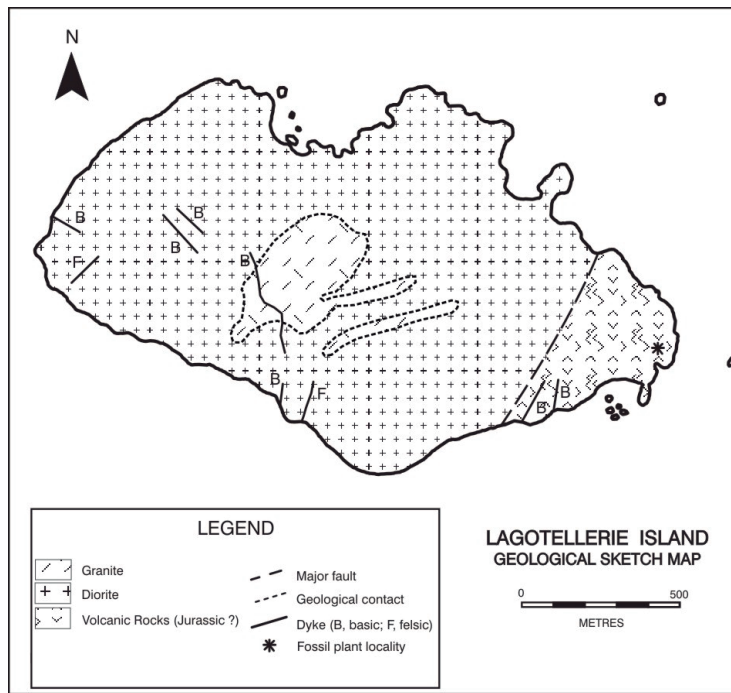 N
B
B
B
F
B
B
F
B
B
LEGEND
Granite
Diorite
Volcanic Rocks (Jurassic ?)
Major fault
Geological contact
Dyke (B, basic; F, felsic)
Fossil plant locality
LAGOTELLERIE ISLAND
GEOLOGICAL SKETCH MAP
0 500
METRES